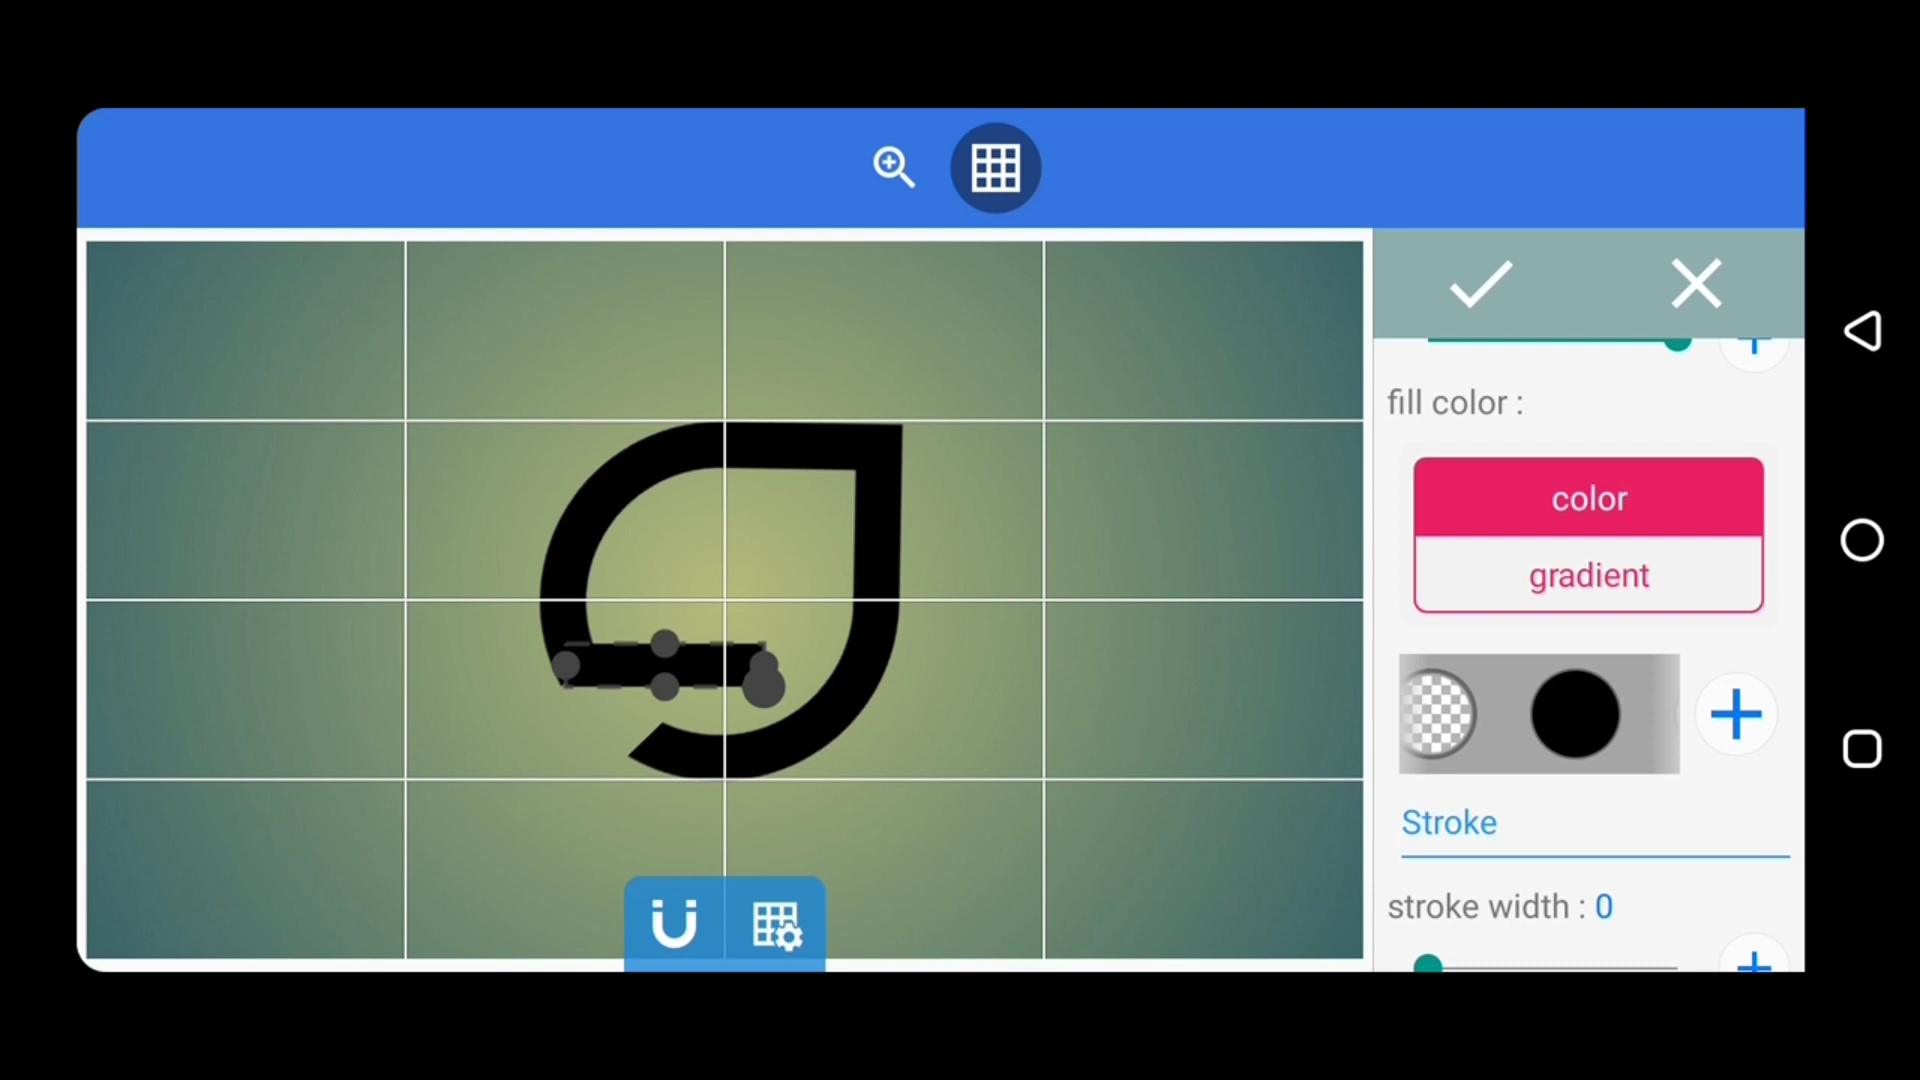 fill color :
color
gradient
Stroke
stroke width : 0